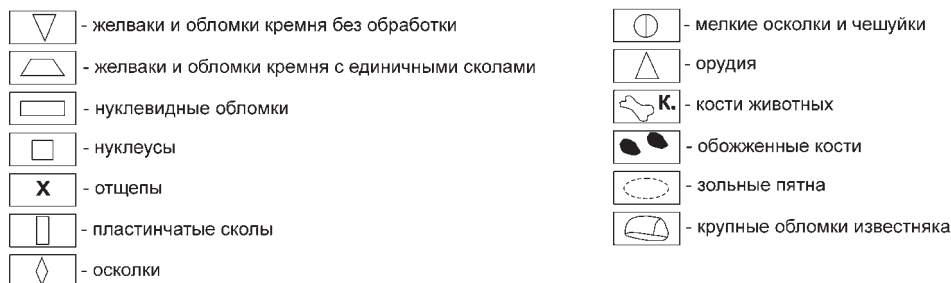 - желваки и обломки кремня без обработки
- желваки и обломки кремня с единичными сколами
- нуклевидные обломки
- нуклеусы
X - отщепы
- пластинчатые сколы
- осколки
- мелкие осколки и чешуйки
- орудия
К. - кости животных
- обожженные кости
- зольные пятна
- крупные обломки известняка